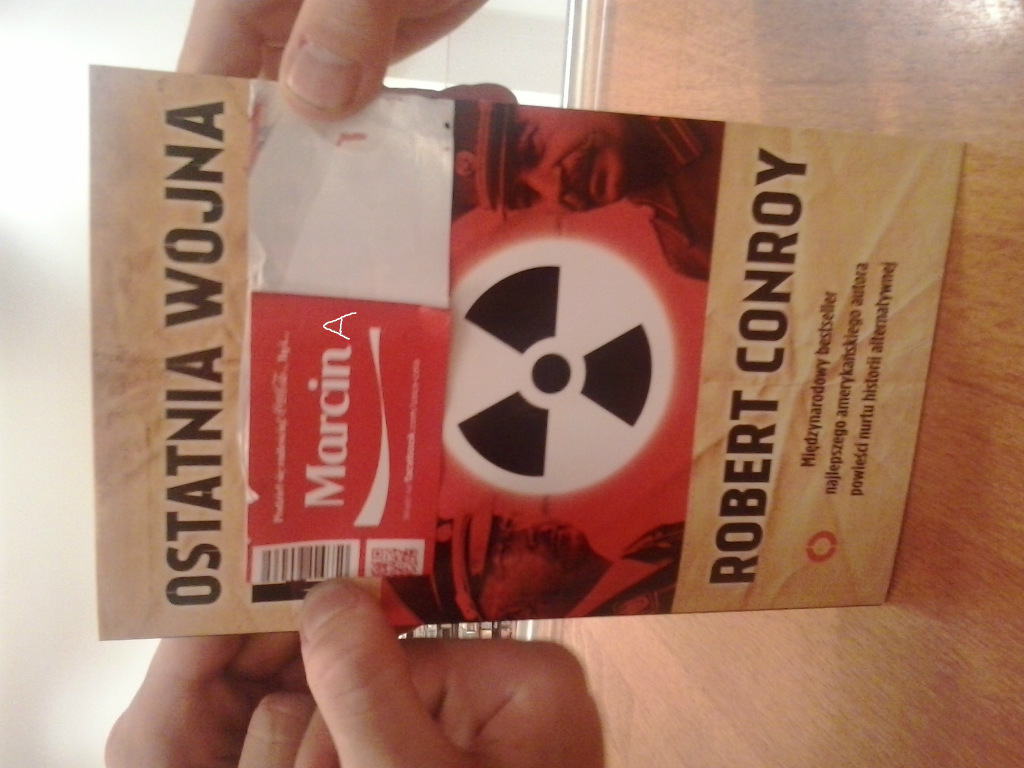 OSTATNIA WOJNA
Marcin A
ROBERT CONROY
Międzynarodowy bestseller
najlepszego amerykańskiego autora
powieści nurtu historii alternatywnej